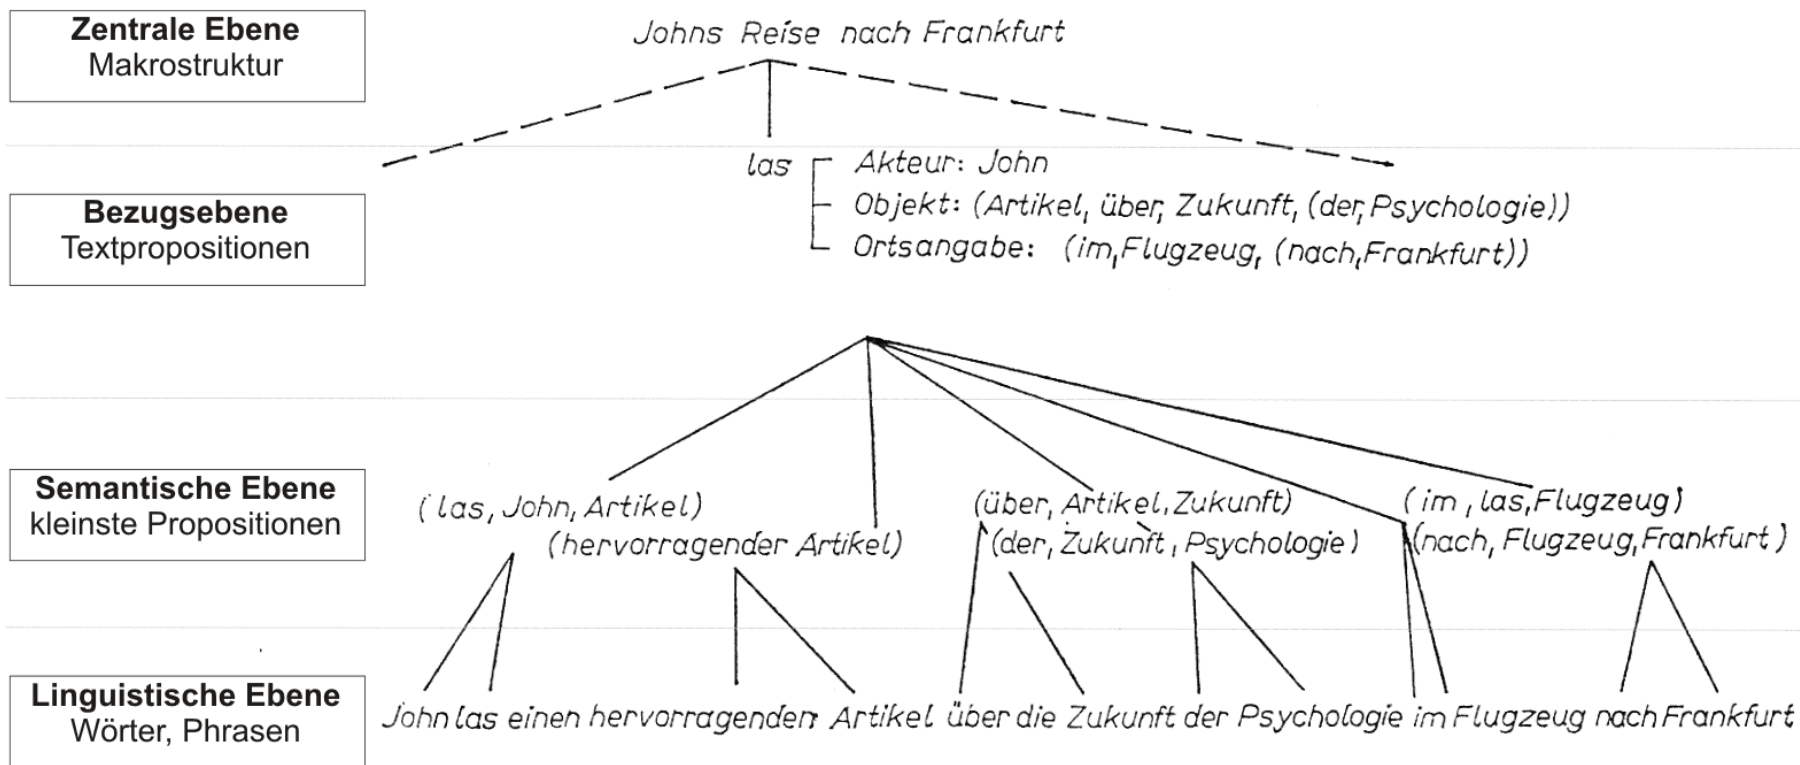 Zentrale Ebene
Makrostruktur
Johns Reise nach Frankfurt
las
Akteur: John
Objekt: (Artikel, über, Zukunft, (der, Psychologie))
Ortsangabe: (im, Flugzeug, (nach, Frankfurt))
Bezugsebene
Textpropositionen
Semantische Ebene
kleinste Propositionen
(las, John, Artikel)
(hervorragender Artikel)
(über, Artikel, Zukunft)
(der, Zukunft, Psychologie)
(im, las, Flugzeug)
(nach, Flugzeug, Frankfurt)
Linguistische Ebene
Wörter, Phrasen
John las einen hervorragenden Artikel über die Zukunft der Psychologie im Flugzeug nach Frankfurt